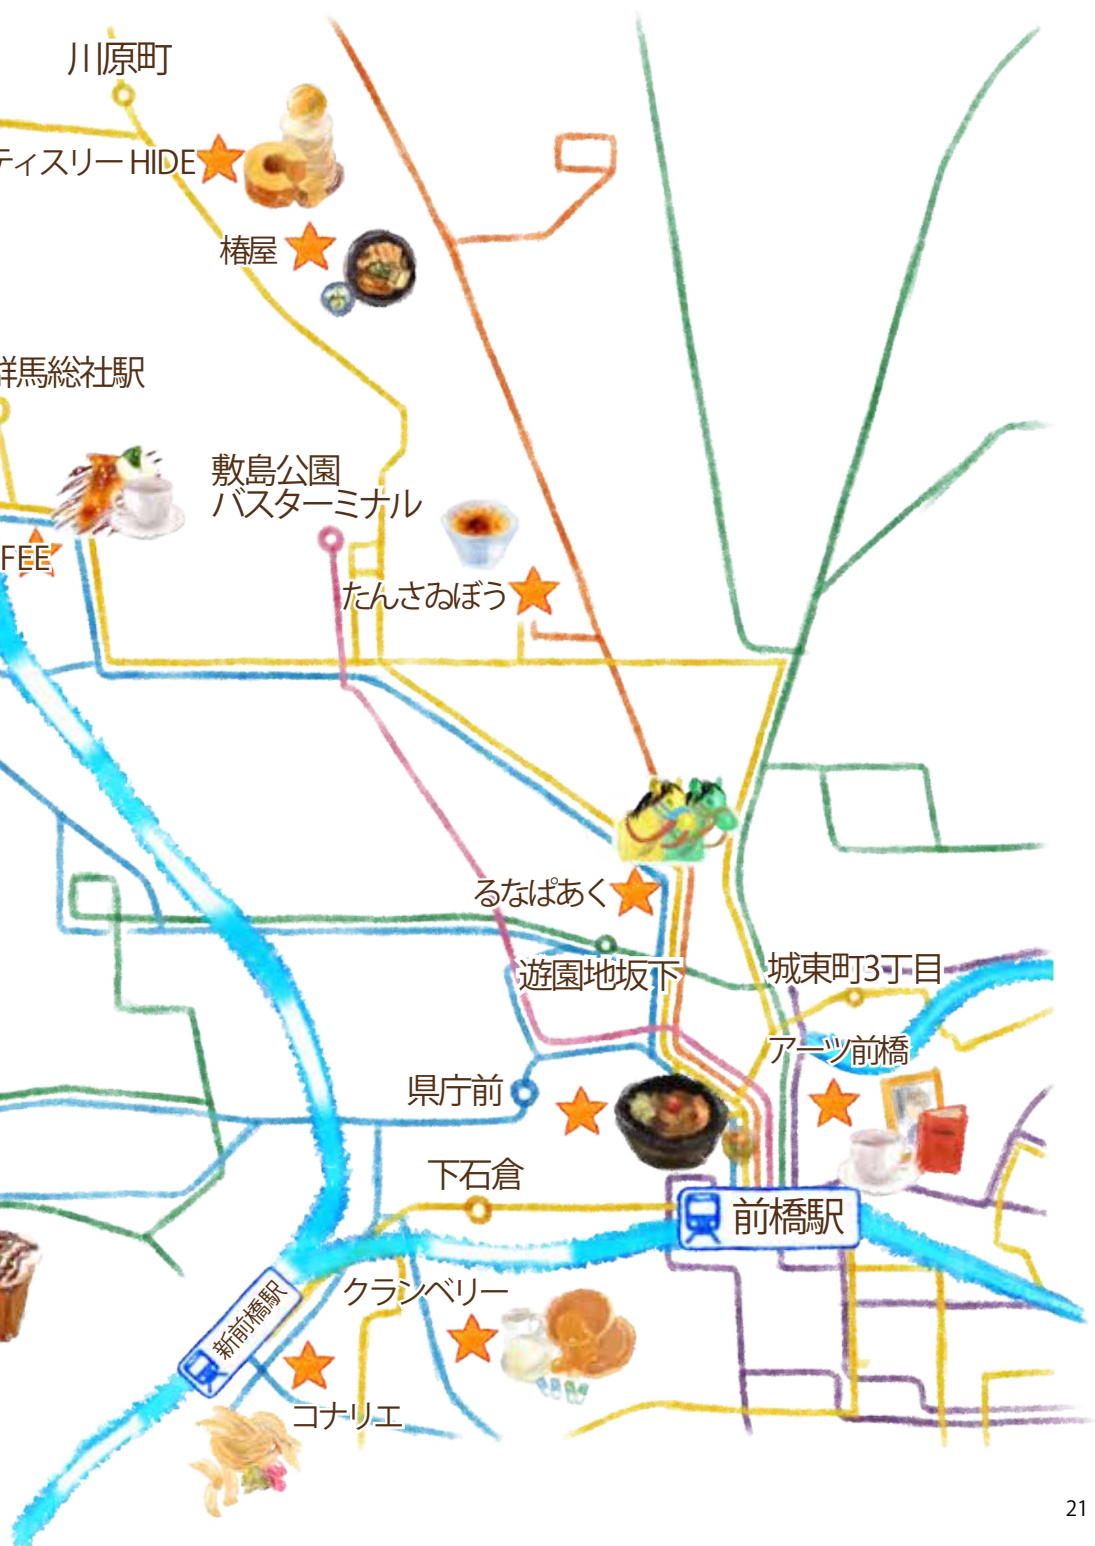 川原町
ティスリー HIDE
椿屋
群馬総社駅
敷島公園
バスターミナル
FEE
たんさゐぼう
るなぱあく
遊園地坂下
城東町3丁目
アーツ前橋
県庁前
下石倉
前橋駅
クランベリー
新前橋駅
コナリエ
21